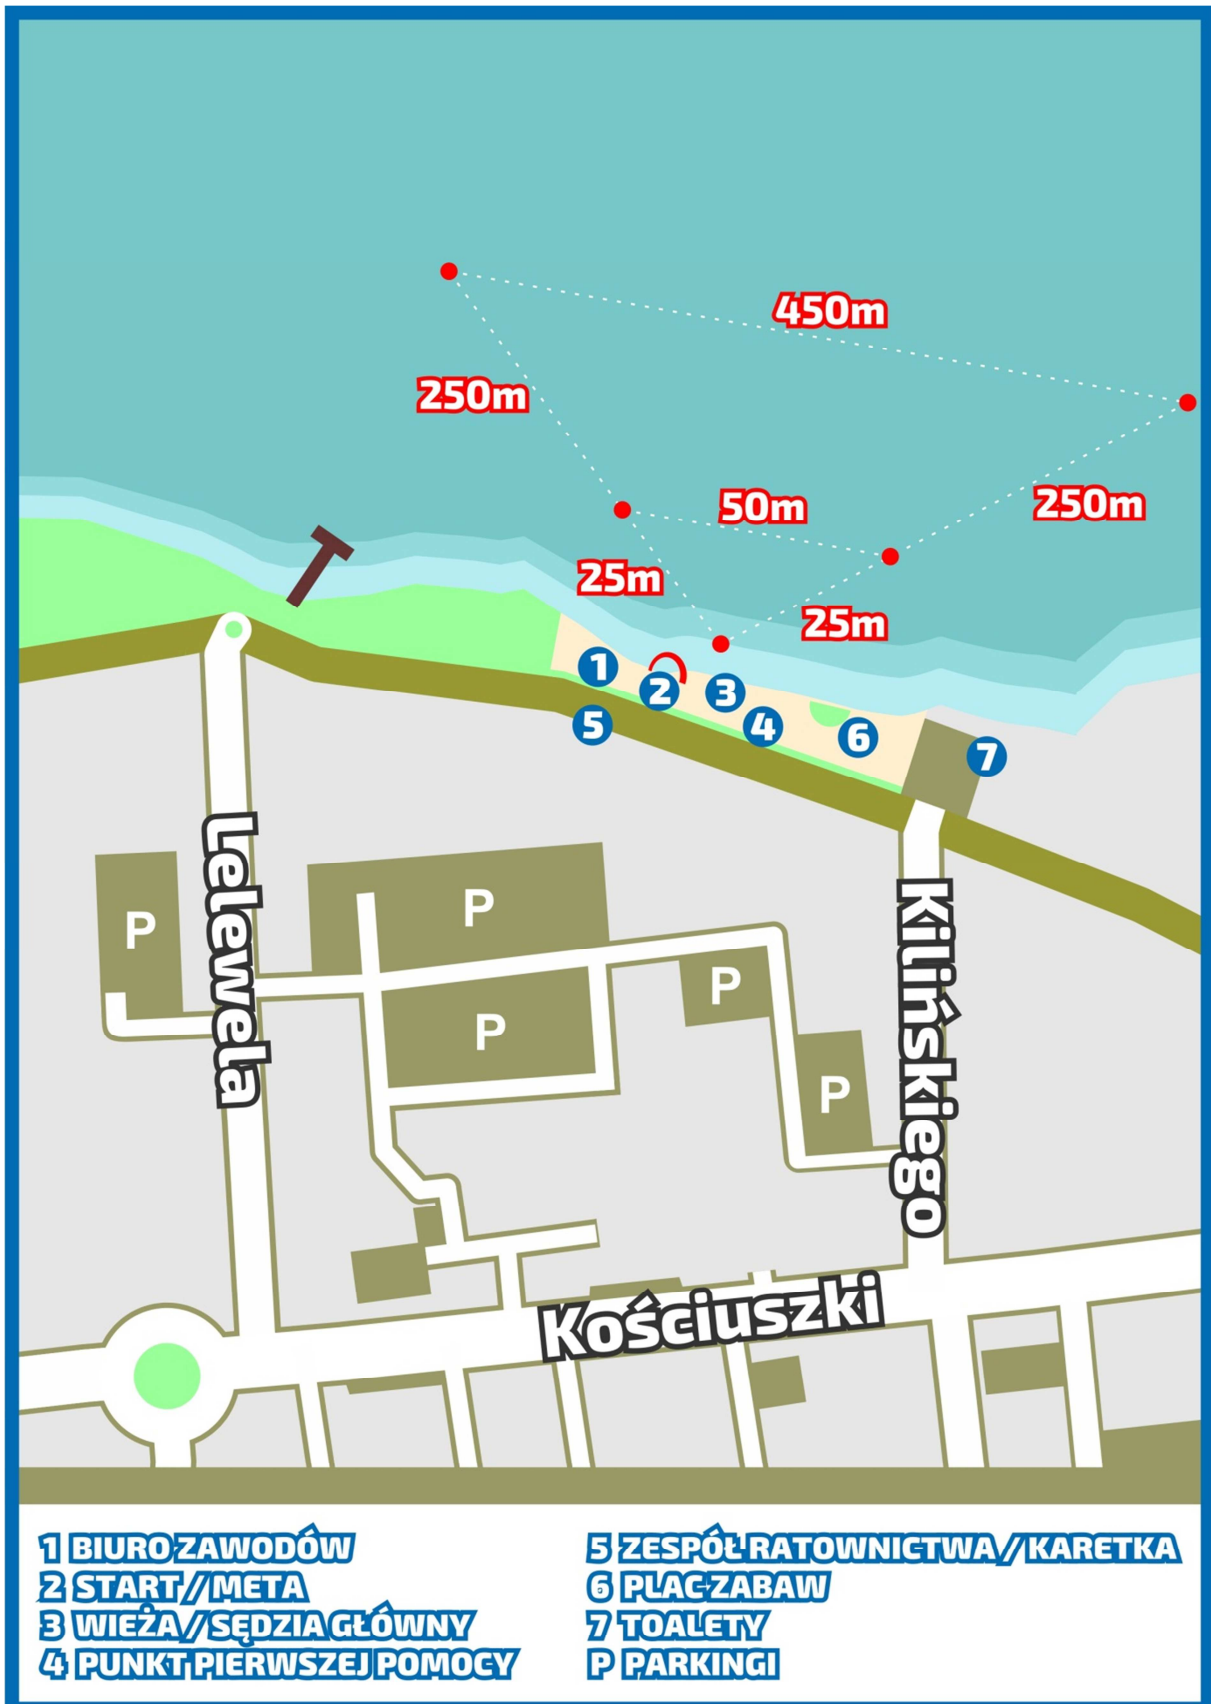 450m
250m
250m
50m
25m
25m
1
2
3
4
5
6
7
Lelewela
P
P
P
P
P
Kilińskiego
Kościuszki
1 BIURO ZAWODÓW
2 START / META
3 WIEŻA / SĘDZIA GŁÓWNY
4 PUNKT PIERWSZEJ POMOCY
5 ZESPÓŁ RATOWNICTWA / KARETKA
6 PLAC ZABAW
7 TOALETY
P PARKINGI